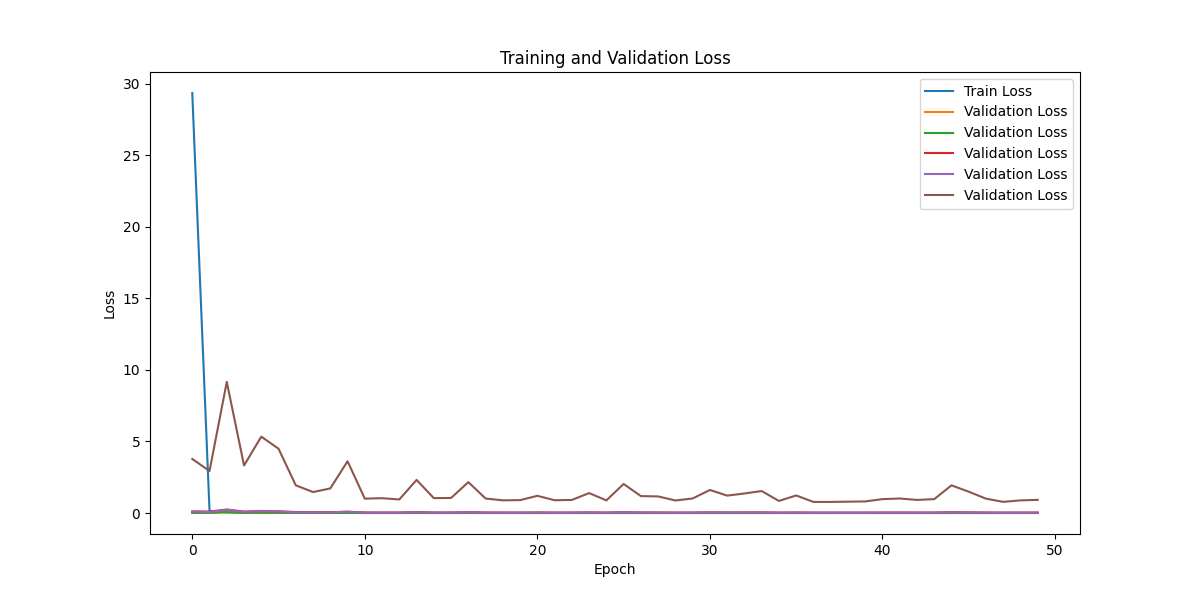 Training and Validation Loss
30
25
20
15
10
5
0
Loss
Train Loss
Validation Loss
Validation Loss
Validation Loss
Validation Loss
Validation Loss
0 10 20 30 40 50
Epoch